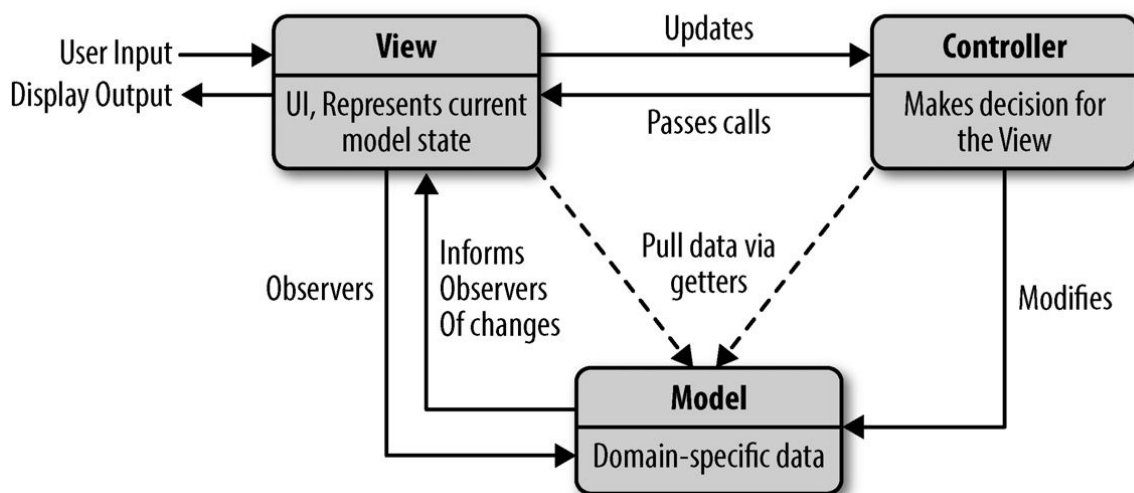 User Input
Display Output
View
UI, Represents current
model state
Updates
Passes calls
Controller
Makes decision for
the View
Observers
Informs
Observers
Of changes
Pull data via
getters
Modifies
Model
Domain-specific data